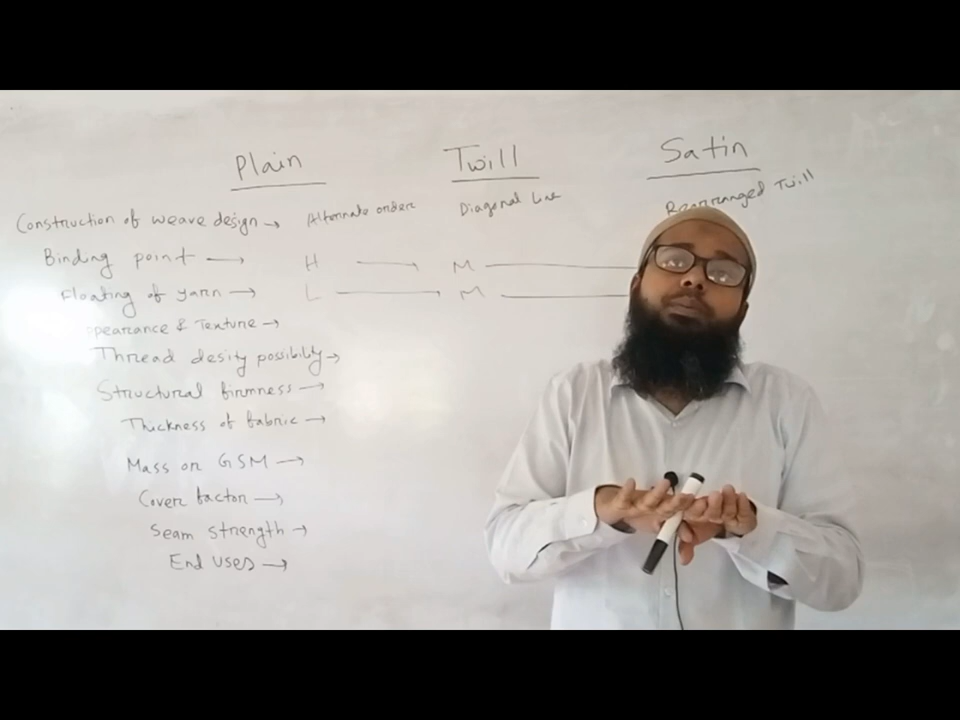 Plain Twill Satin
Construction of weave design → Alternate order Diagonal Line Rearranged Twill
Binding point → H → M
Floating of yarn → L → M
ppearance & Texture →
Thread desity possibility →
Structural firmness →
Thickness of fabric →
Mass or GSM →
Cover factor →
Seam strength →
End uses →